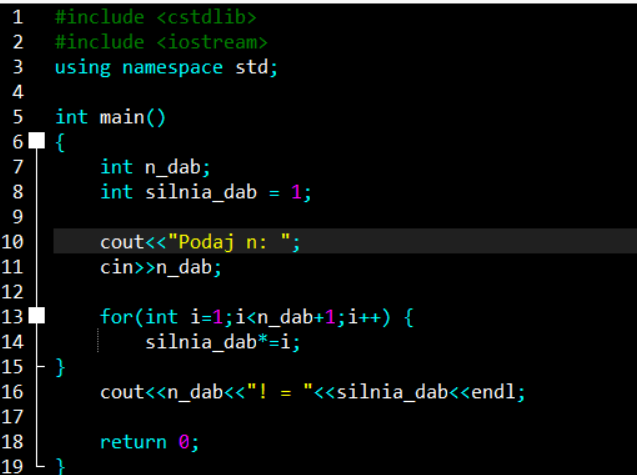 1 #include <cstdlib>
2 #include <iostream>
3 using namespace std;
4
5 int main()
6 {
7 int n_dab;
8 int silnia_dab = 1;
9
10 cout<<"Podaj n: ";
11 cin>>n_dab;
12
13 for(int i=1;i<n_dab+1;i++) {
14 silnia_dab*=i;
15 }
16 cout<<n_dab<<"! = "<<silnia_dab<<endl;
17
18 return 0;
19 }